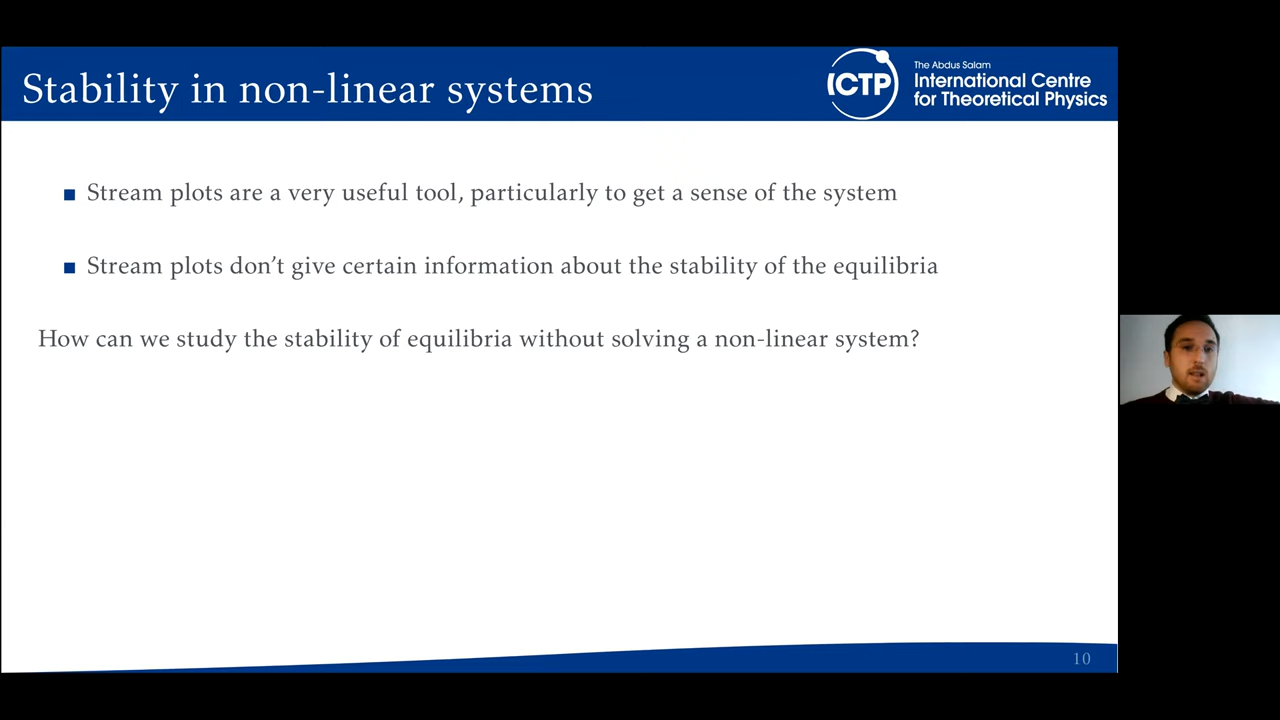 Stability in non-linear systems
ICTP
The Abdus Salam
International Centre
for Theoretical Physics
Stream plots are a very useful tool, particularly to get a sense of the system
Stream plots don’t give certain information about the stability of the equilibria
How can we study the stability of equilibria without solving a non-linear system?
10